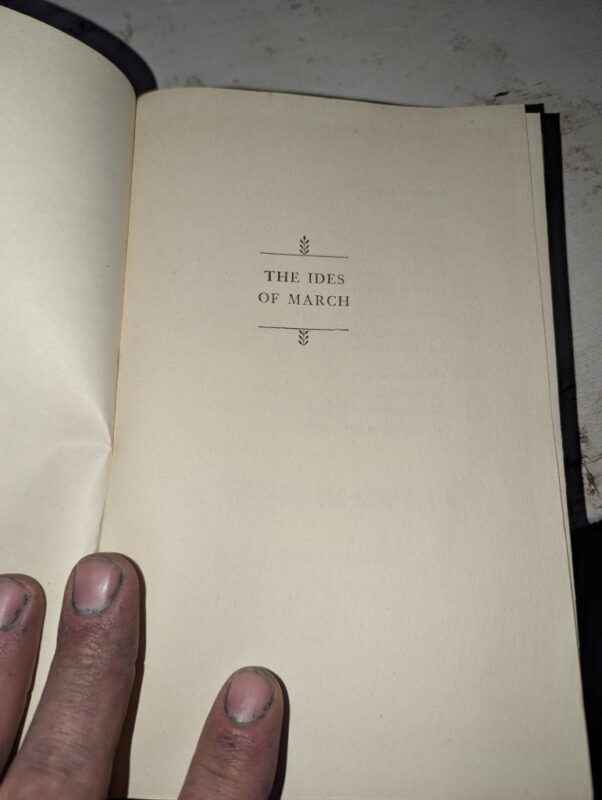 THE IDES
OF MARCH